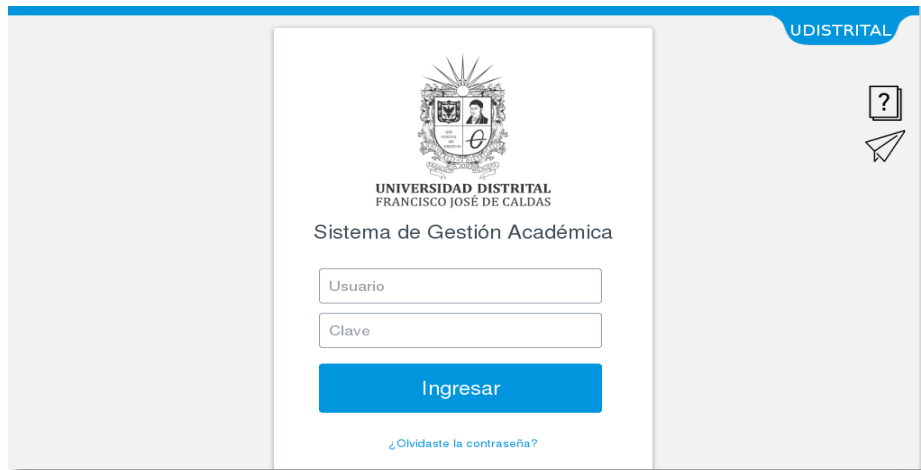 UDISTRITAL
?
UNIVERSIDAD DISTRITAL
FRANCISCO JOSÉ DE CALDAS
Sistema de Gestión Académica
Usuario
Clave
Ingresar
¿Olvidaste la contraseña?